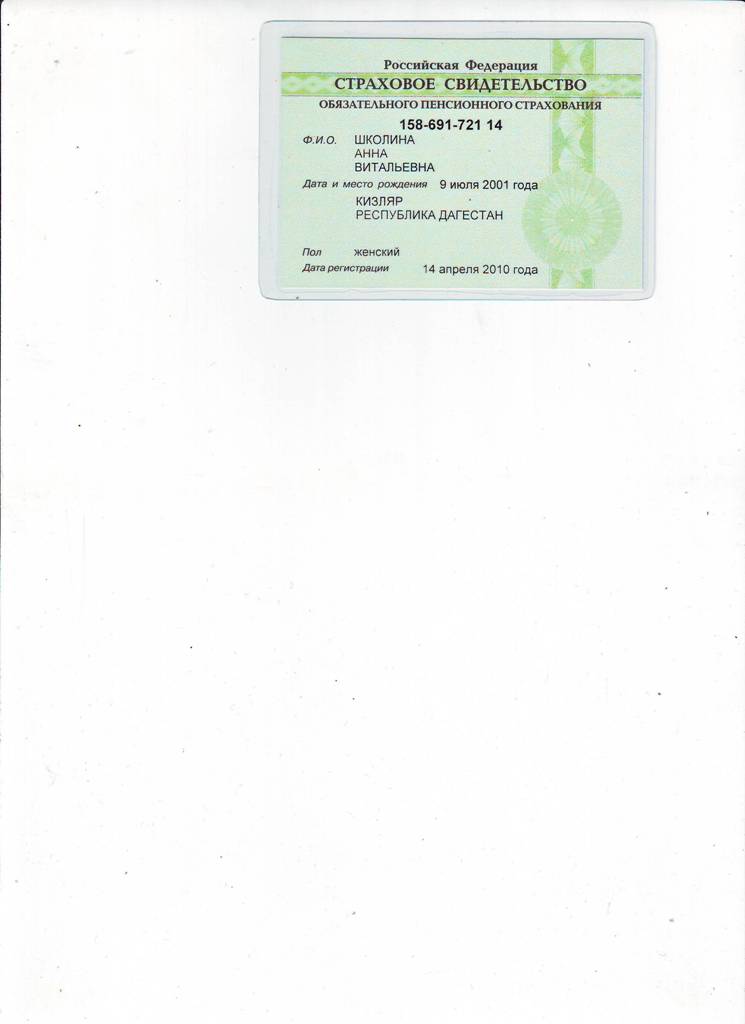 Российская Федерация
СТРАХОВОЕ СВИДЕТЕЛЬСТВО
ОБЯЗАТЕЛЬНОГО ПЕНСИОННОГО СТРАХОВАНИЯ
158-691-721 14
Ф.И.О. ШКОЛИНА
АННА
ВИТАЛЬЕВНА
Дата и место рождения 9 июля 2001 года
КИЗЛЯР
РЕСПУБЛИКА ДАГЕСТАН
Пол женский
Дата регистрации 14 апреля 2010 года